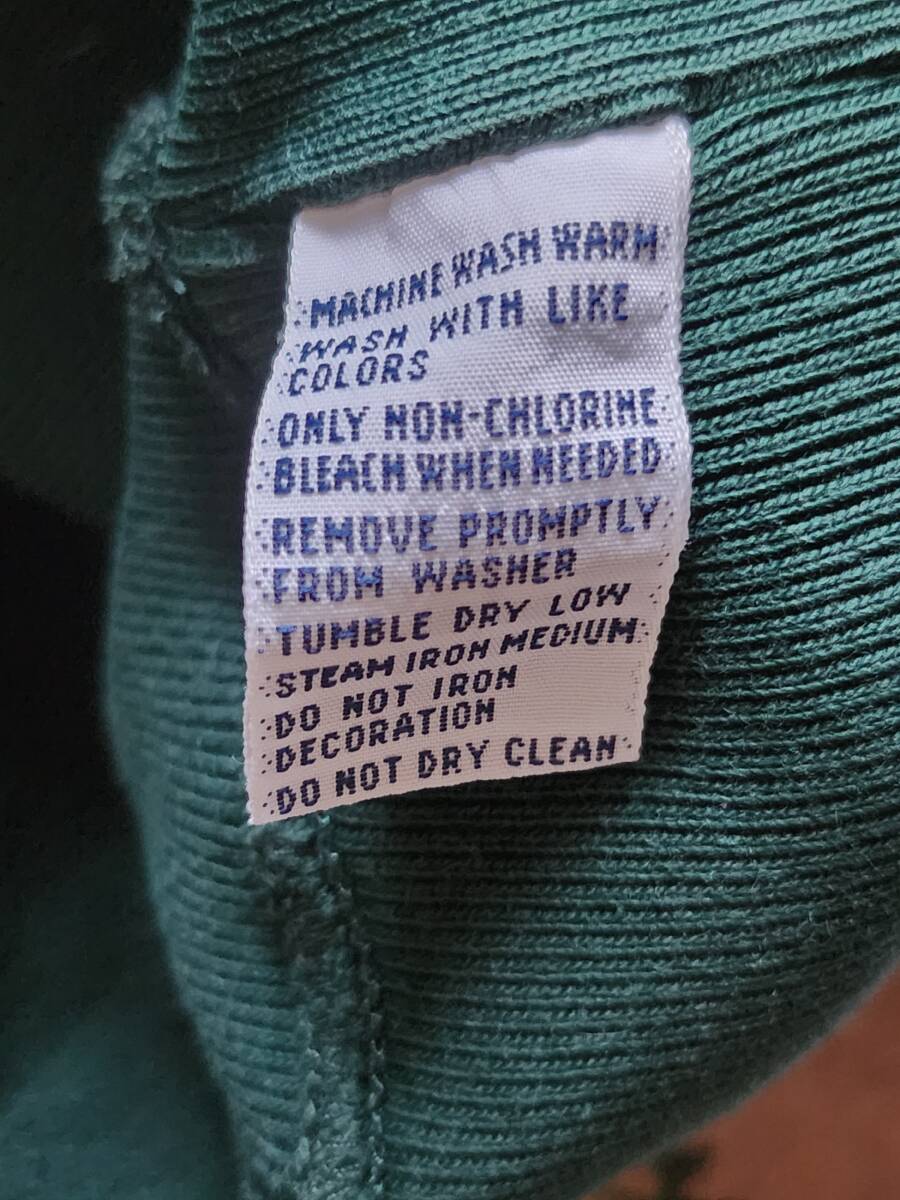 MACHINE WASH WARM
WASH WITH LIKE
COLORS
ONLY NON-CHLORINE
BLEACH WHEN NEEDED
REMOVE PROMPTLY
FROM WASHER
TUMBLE DRY LOW
STEAM IRON MEDIUM
DO NOT IRON
DECORATION
DO NOT DRY CLEAN